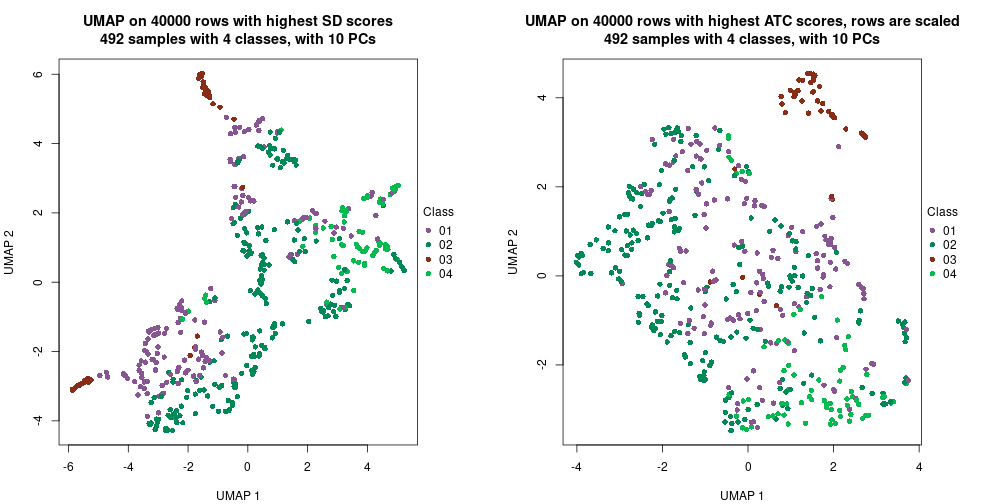 UMAP on 40000 rows with highest SD scores
492 samples with 4 classes, with 10 PCs
6
4
2
0
-2
-4
UMAP 2
-6
-4
-2
0
2
4
UMAP 1
Class
01
02
03
04
UMAP on 40000 rows with highest ATC scores, rows are scaled
492 samples with 4 classes, with 10 PCs
4
2
0
-2
UMAP 2
-4
-2
0
2
4
UMAP 1
Class
01
02
03
04